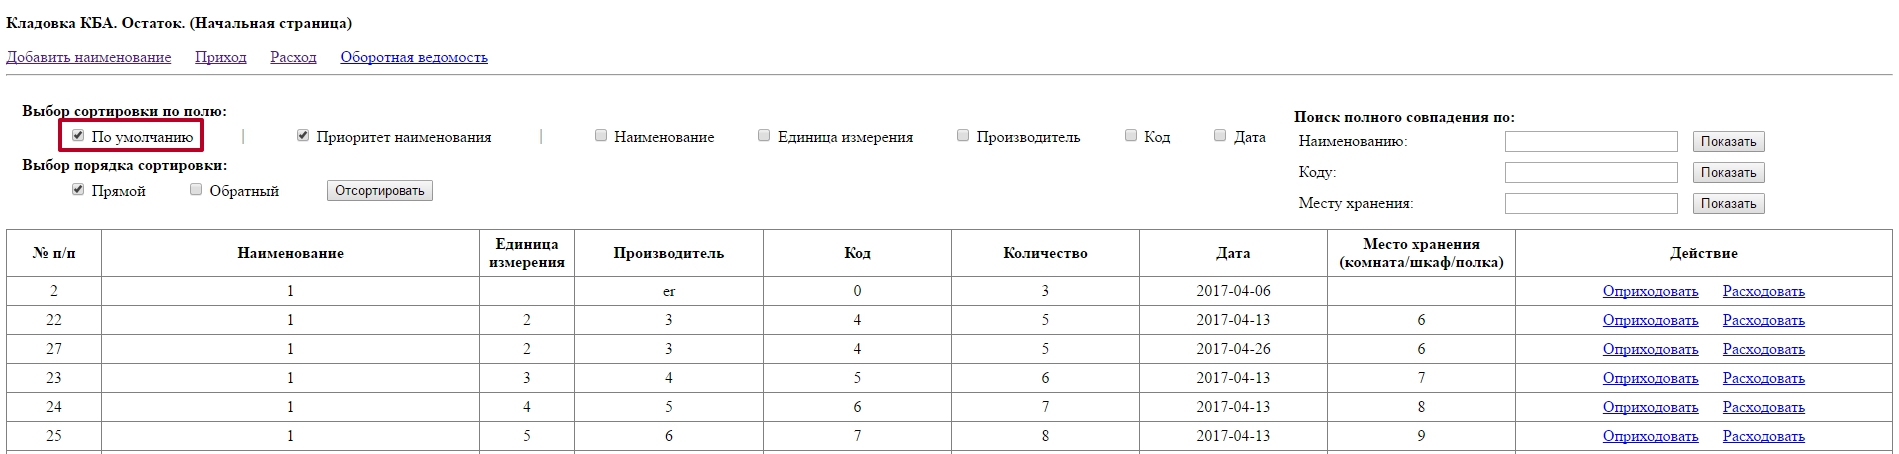 Кладовка КБА. Остаток. (Начальная страница)
Добавить наименование Приход Расход Оборотная ведомость
Выбор сортировки по полю:
По умолчанию | Приоритет наименования | Наименование Единица измерения Производитель Код Дата
Выбор порядка сортировки:
Прямой Обратный Отсортировать
Поиск полного совпадения по:
Наименованию: Показать
Коду: Показать
Месту хранения: Показать
№ п/п Наименование Единица измерения Производитель Код Количество Дата Место хранения (комната/шкаф/полка) Действие
2 1 er 0 3 2017-04-06 Оприходовать Расходовать
22 1 2 3 4 5 2017-04-13 6 Оприходовать Расходовать
27 1 2 3 4 5 2017-04-26 6 Оприходовать Расходовать
23 1 3 4 5 6 2017-04-13 7 Оприходовать Расходовать
24 1 4 5 6 7 2017-04-13 8 Оприходовать Расходовать
25 1 5 6 7 8 2017-04-13 9 Оприходовать Расходовать